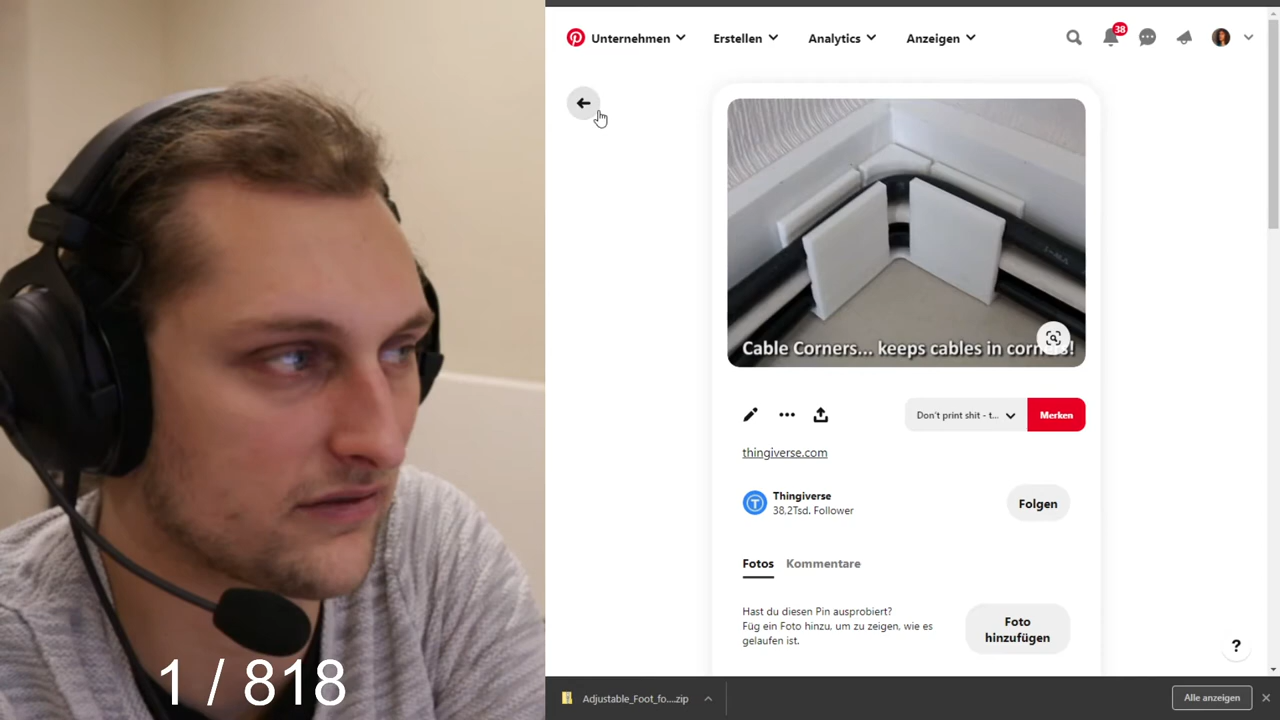 Unternehmen Erstellen Analytics Anzeigen 38
Cable Corners... keeps cables in corners!
Don't print shit - t... Merken
thingiverse.com
Thingiverse
38,2Tsd. Follower
Folgen
Fotos Kommentare
Hast du diesen Pin ausprobiert?
Füg ein Foto hinzu, um zu zeigen, wie es
gelaufen ist.
Foto
hinzufügen
?
1 / 818
Adjustable_Foot_fo....zip
Alle anzeigen